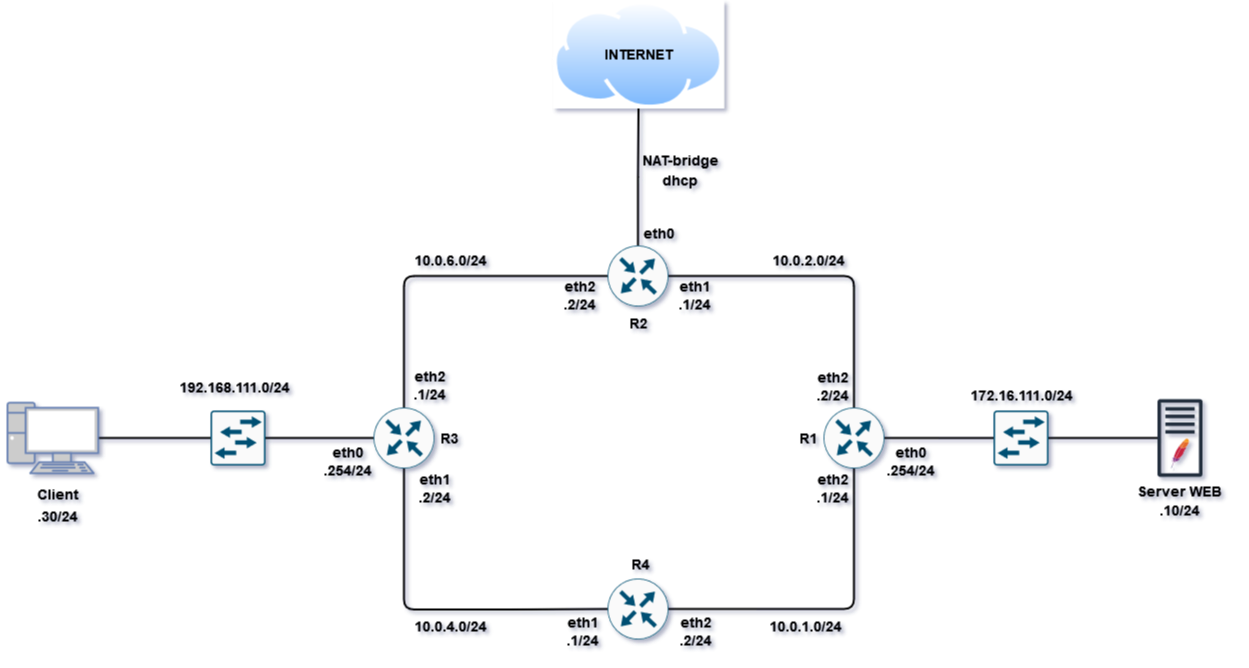 INTERNET
NAT-bridge
dhcp
eth0
10.0.6.0/24
10.0.2.0/24
eth2
.2/24
eth1
.1/24
R2
eth2
.1/24
eth2
.2/24
192.168.111.0/24
172.16.111.0/24
R3
R1
eth0
.254/24
eth0
.254/24
eth1
.2/24
eth2
.1/24
Client
.30/24
Server WEB
.10/24
R4
10.0.4.0/24
eth1
.1/24
eth2
.2/24
10.0.1.0/24